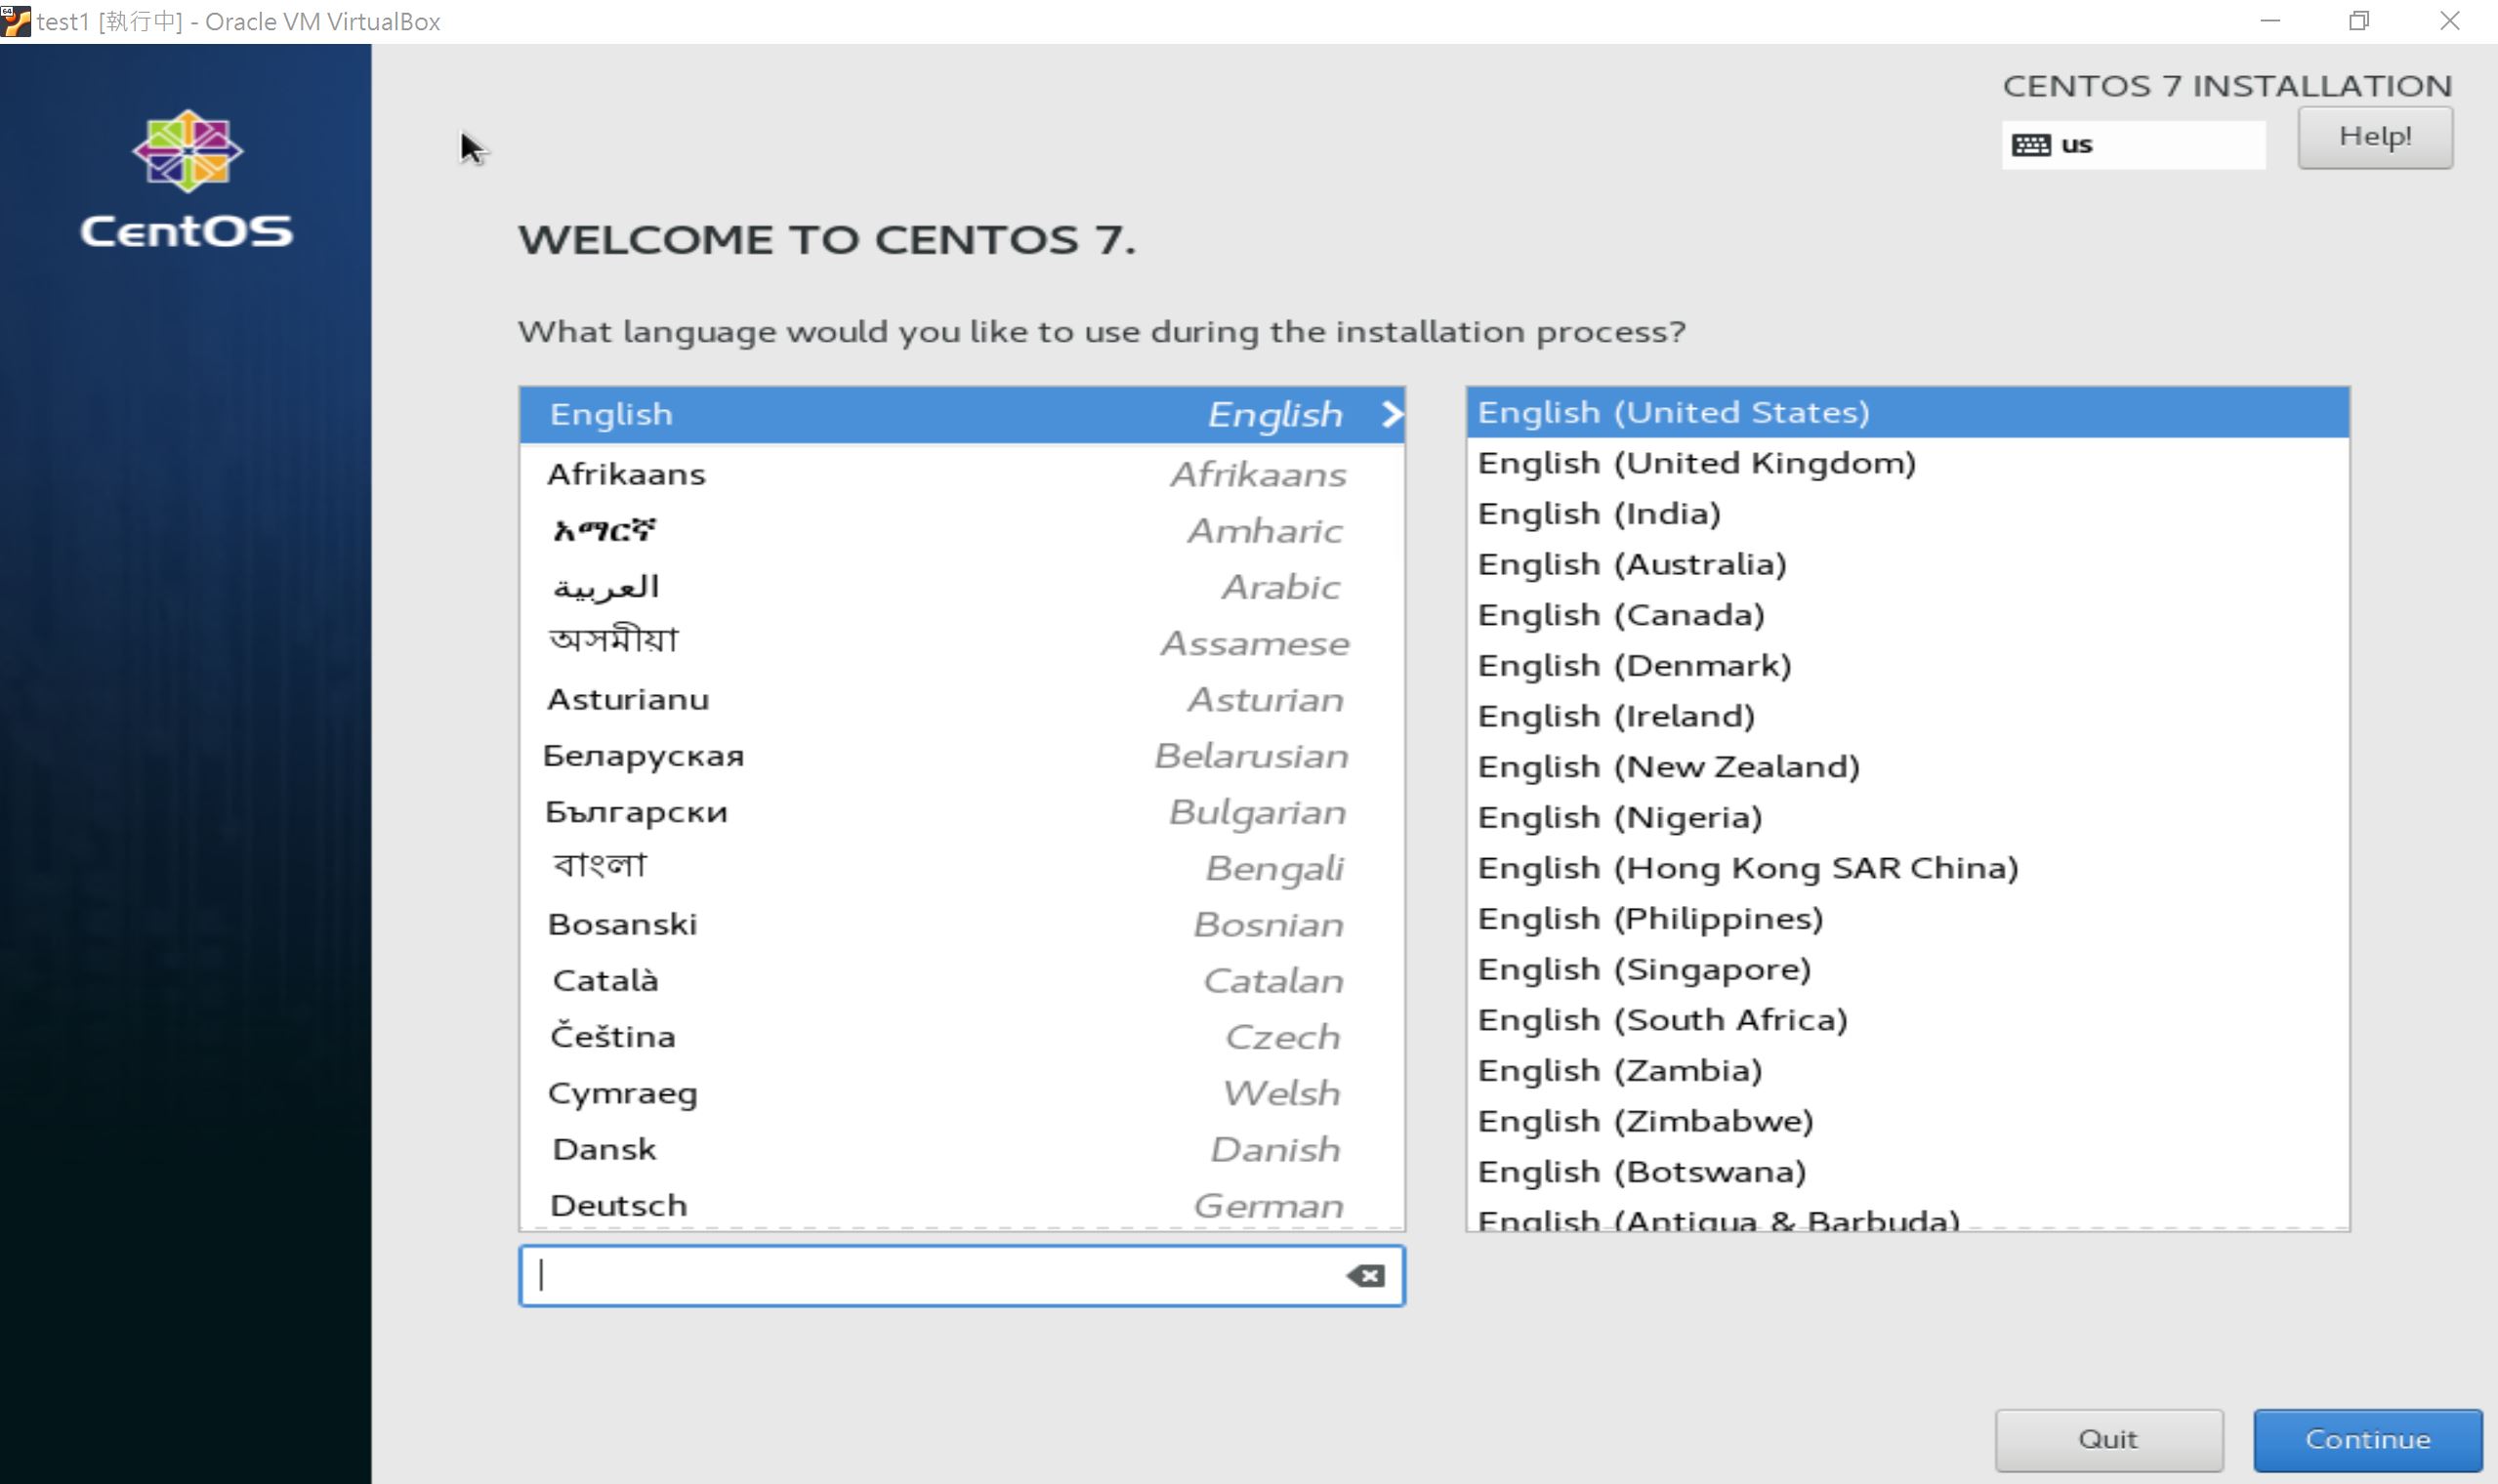 test1 [執行中] - Oracle VM VirtualBox
CentOS
CENTOS 7 INSTALLATION
us
Help!
WELCOME TO CENTOS 7.
What language would you like to use during the installation process?
English English
Afrikaans Afrikaans
አማርኛ Amharic
العربية Arabic
অসমীয়া Assamese
Asturianu Asturian
Беларуская Belarusian
Български Bulgarian
বাংলা Bengali
Bosanski Bosnian
Català Catalan
Čeština Czech
Cymraeg Welsh
Dansk Danish
Deutsch German
English (United States)
English (United Kingdom)
English (India)
English (Australia)
English (Canada)
English (Denmark)
English (Ireland)
English (New Zealand)
English (Nigeria)
English (Hong Kong SAR China)
English (Philippines)
English (Singapore)
English (South Africa)
English (Zambia)
English (Zimbabwe)
English (Botswana)
English (Antigua & Barbuda)
Quit
Continue